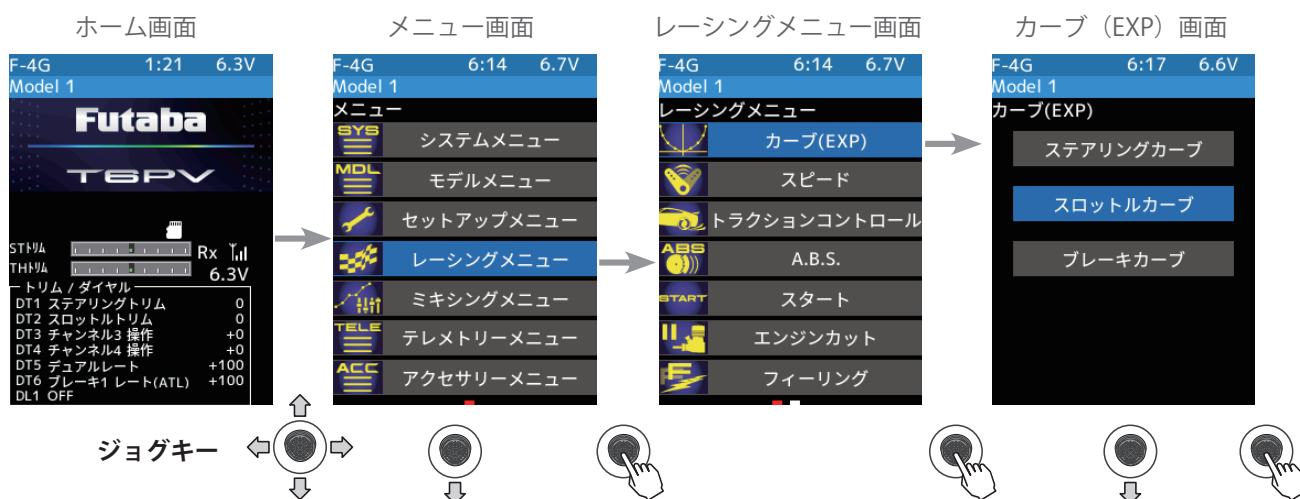 ホーム画面
F-4G 1:21 6.3V
Model 1
Futaba
T6PV
STﾄﾘﾑ
Rx
THﾄﾘﾑ
6.3V
トリム / ダイヤル
DT1 ステアリングトリム 0
DT2 スロットルトリム 0
DT3 チャンネル3 操作 +0
DT4 チャンネル4 操作 +0
DT5 デュアルレート +100
DT6 ブレーキ1 レート(ATL) +100
DL1 OFF
メニュー画面
F-4G 6:14 6.7V
Model 1
メニュー
SYS システムメニュー
MDL モデルメニュー
セットアップメニュー
レーシングメニュー
ミキシングメニュー
TELE テレメトリーメニュー
ACC アクセサリーメニュー
レーシングメニュー画面
F-4G 6:14 6.7V
Model 1
レーシングメニュー
カーブ(EXP)
スピード
トラクションコントロール
ABS A.B.S.
START スタート
エンジンカット
F フィーリング
カーブ（EXP）画面
F-4G 6:17 6.6V
Model 1
カーブ(EXP)
ステアリングカーブ
スロットルカーブ
ブレーキカーブ
ジョグキー